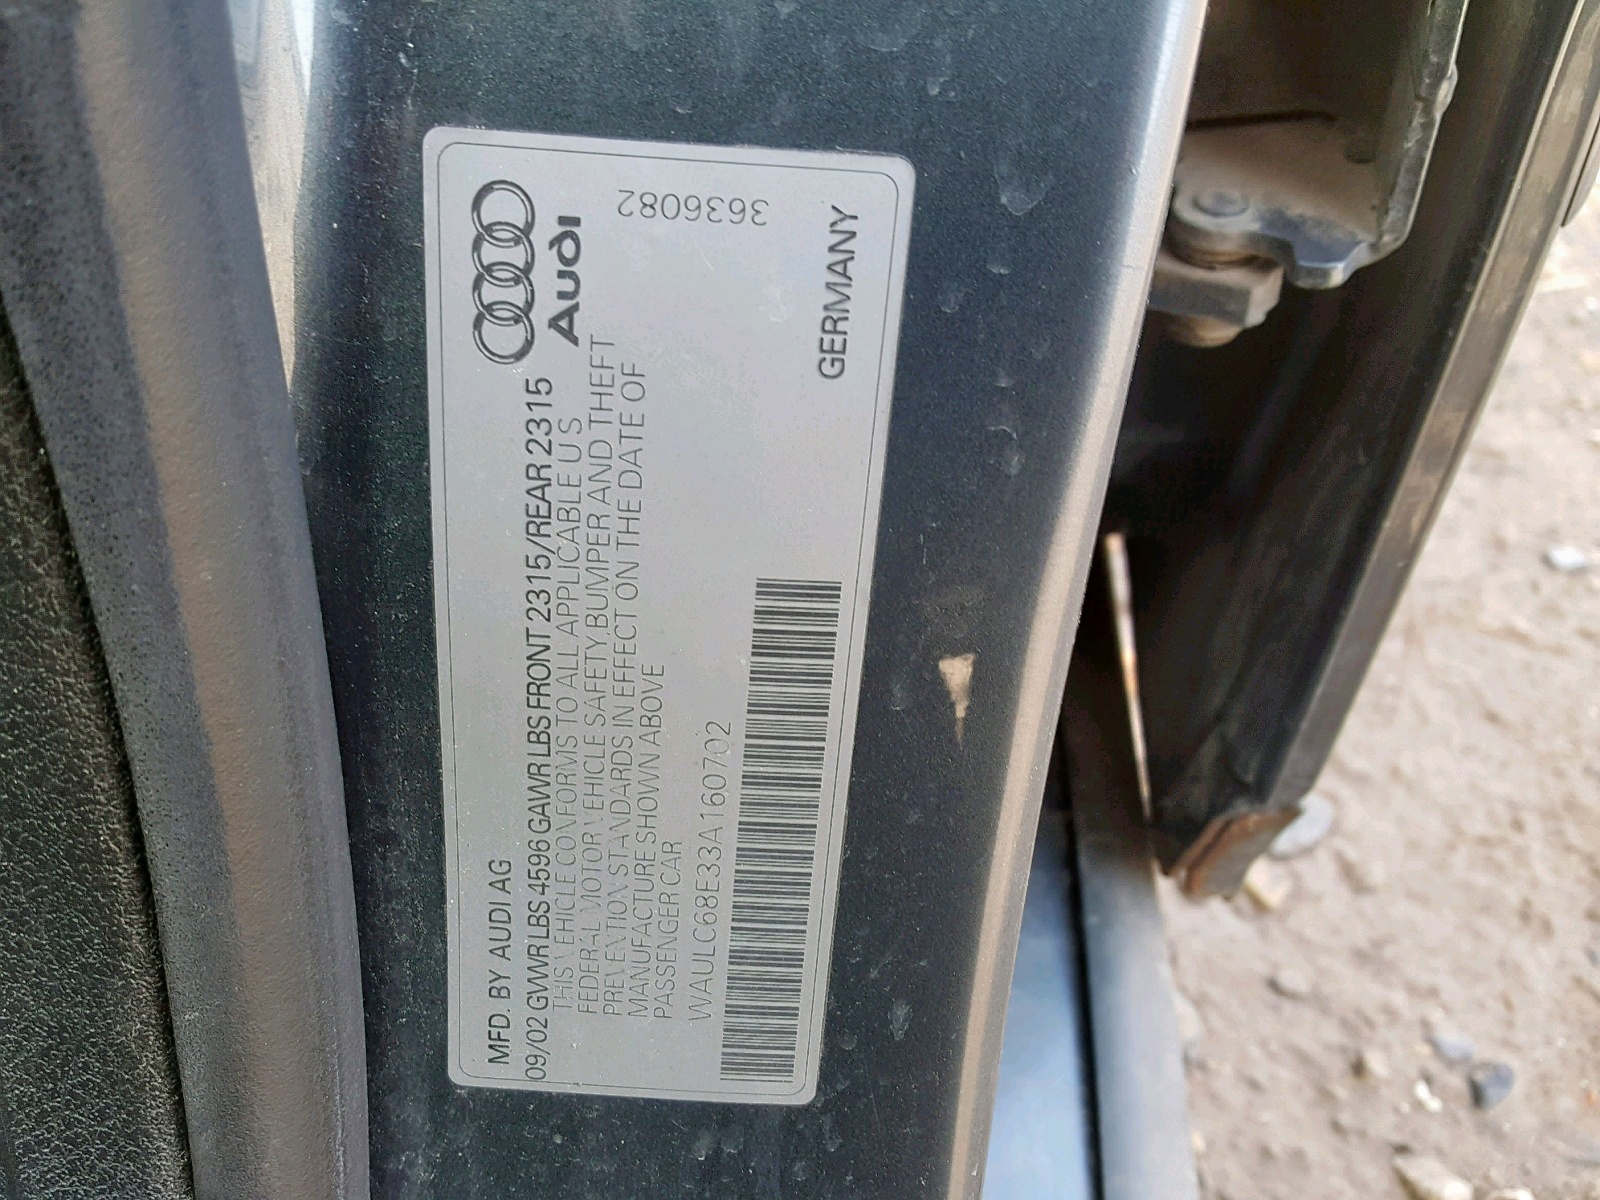 MFD. BY AUDI AG
09/02 GWWR LBS 4596 GAWR LBS FRONT 2315/REAR 2315
THIS VEHICLE CONFORMS TO ALL APPLICABLE U S
FEDERAL MOTOR VEHICLE SAFETY, BUMPER AND THEFT
PREVENTION STANDARDS IN EFFECT ON THE DATE OF
MANUFACTURE SHOWN ABOVE
PASSENGER CAR
WAULC68E33A160702
Audi
3636082
GERMANY